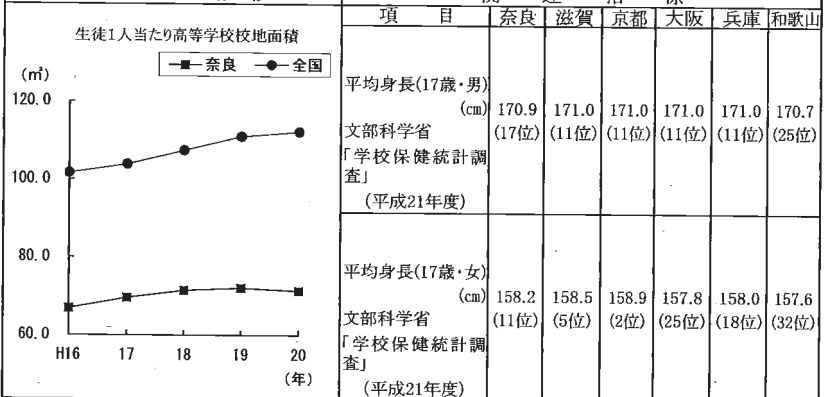 生徒1人当たり高等学校校地面積
奈良 全国
(㎡)
120.0
100.0
80.0
60.0
H16 17 18 19 20
(年)
項 目 奈良 滋賀 京都 大阪 兵庫 和歌山
平均身長(17歳・男)
(㎝) 170.9 171.0 171.0 171.0 171.0 170.7
文部科学省 (17位) (11位) (11位) (11位) (11位) (25位)
「学校保健統計調
査」
(平成21年度)
平均身長(17歳・女)
(㎝) 158.2 158.5 158.9 157.8 158.0 157.6
文部科学省 (11位) (5位) (2位) (25位) (18位) (32位)
「学校保健統計調
査」
(平成21年度)